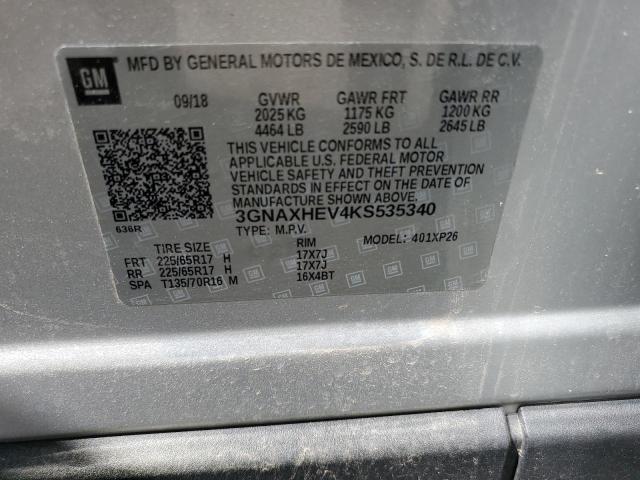 GM
MFD BY GENERAL MOTORS DE MEXICO, S. DE R.L. DE C.V.
09/18 GVWR GAWR FRT GAWR RR
2025 KG 1175 KG 1200 KG
4464 LB 2590 LB 2645 LB
THIS VEHICLE CONFORMS TO ALL
APPLICABLE U.S. FEDERAL MOTOR
VEHICLE SAFETY AND THEFT PREVENTION
STANDARDS IN EFFECT ON THE DATE OF
MANUFACTURE SHOWN ABOVE.
3GNAXHEV4KS535340
636R TYPE: M.P.V. MODEL: 401XP26
TIRE SIZE RIM
FRT 225/65R17 H 17X7J
RR 225/65R17 H 17X7J
SPA T135/70R16 M 16X4BT